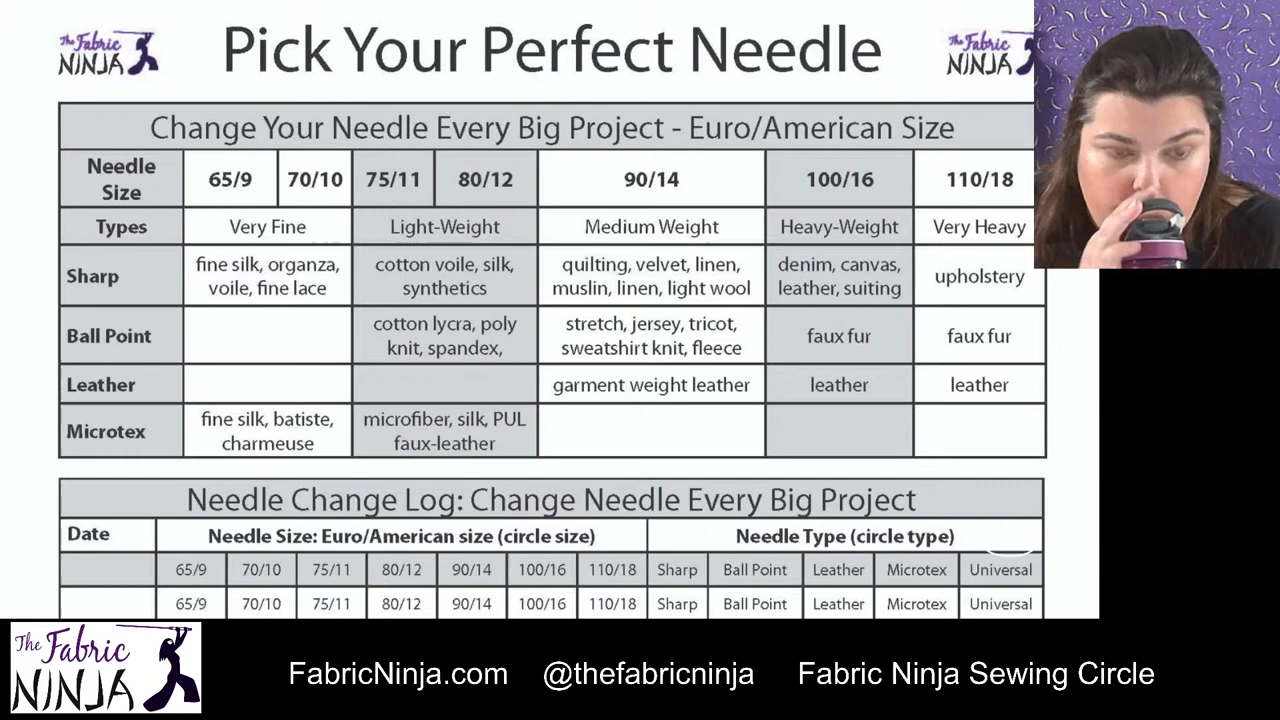 The Fabric
NINJA
Pick Your Perfect Needle
The Fabric
NINJA
Change Your Needle Every Big Project - Euro/American Size
Needle Size 65/9 70/10 75/11 80/12 90/14 100/16 110/18
Types Very Fine Light-Weight Medium Weight Heavy-Weight Very Heavy
Sharp
fine silk, organza,
voile, fine lace
cotton voile, silk,
synthetics
quilting, velvet, linen,
muslin, linen, light wool
denim, canvas,
leather, suiting
upholstery
Ball Point
cotton lycra, poly
knit, spandex,
stretch, jersey, tricot,
sweatshirt knit, fleece
faux fur
faux fur
Leather garment weight leather leather leather
Microtex
fine silk, batiste,
charmeuse
microfiber, silk, PUL
faux-leather
Needle Change Log: Change Needle Every Big Project
Date Needle Size: Euro/American size (circle size) Needle Type (circle type)
65/9 70/10 75/11 80/12 90/14 100/16 110/18 Sharp Ball Point Leather Microtex Universal
65/9 70/10 75/11 80/12 90/14 100/16 110/18 Sharp Ball Point Leather Microtex Universal
The Fabric
NINJA
FabricNinja.com @thefabricninja Fabric Ninja Sewing Circle